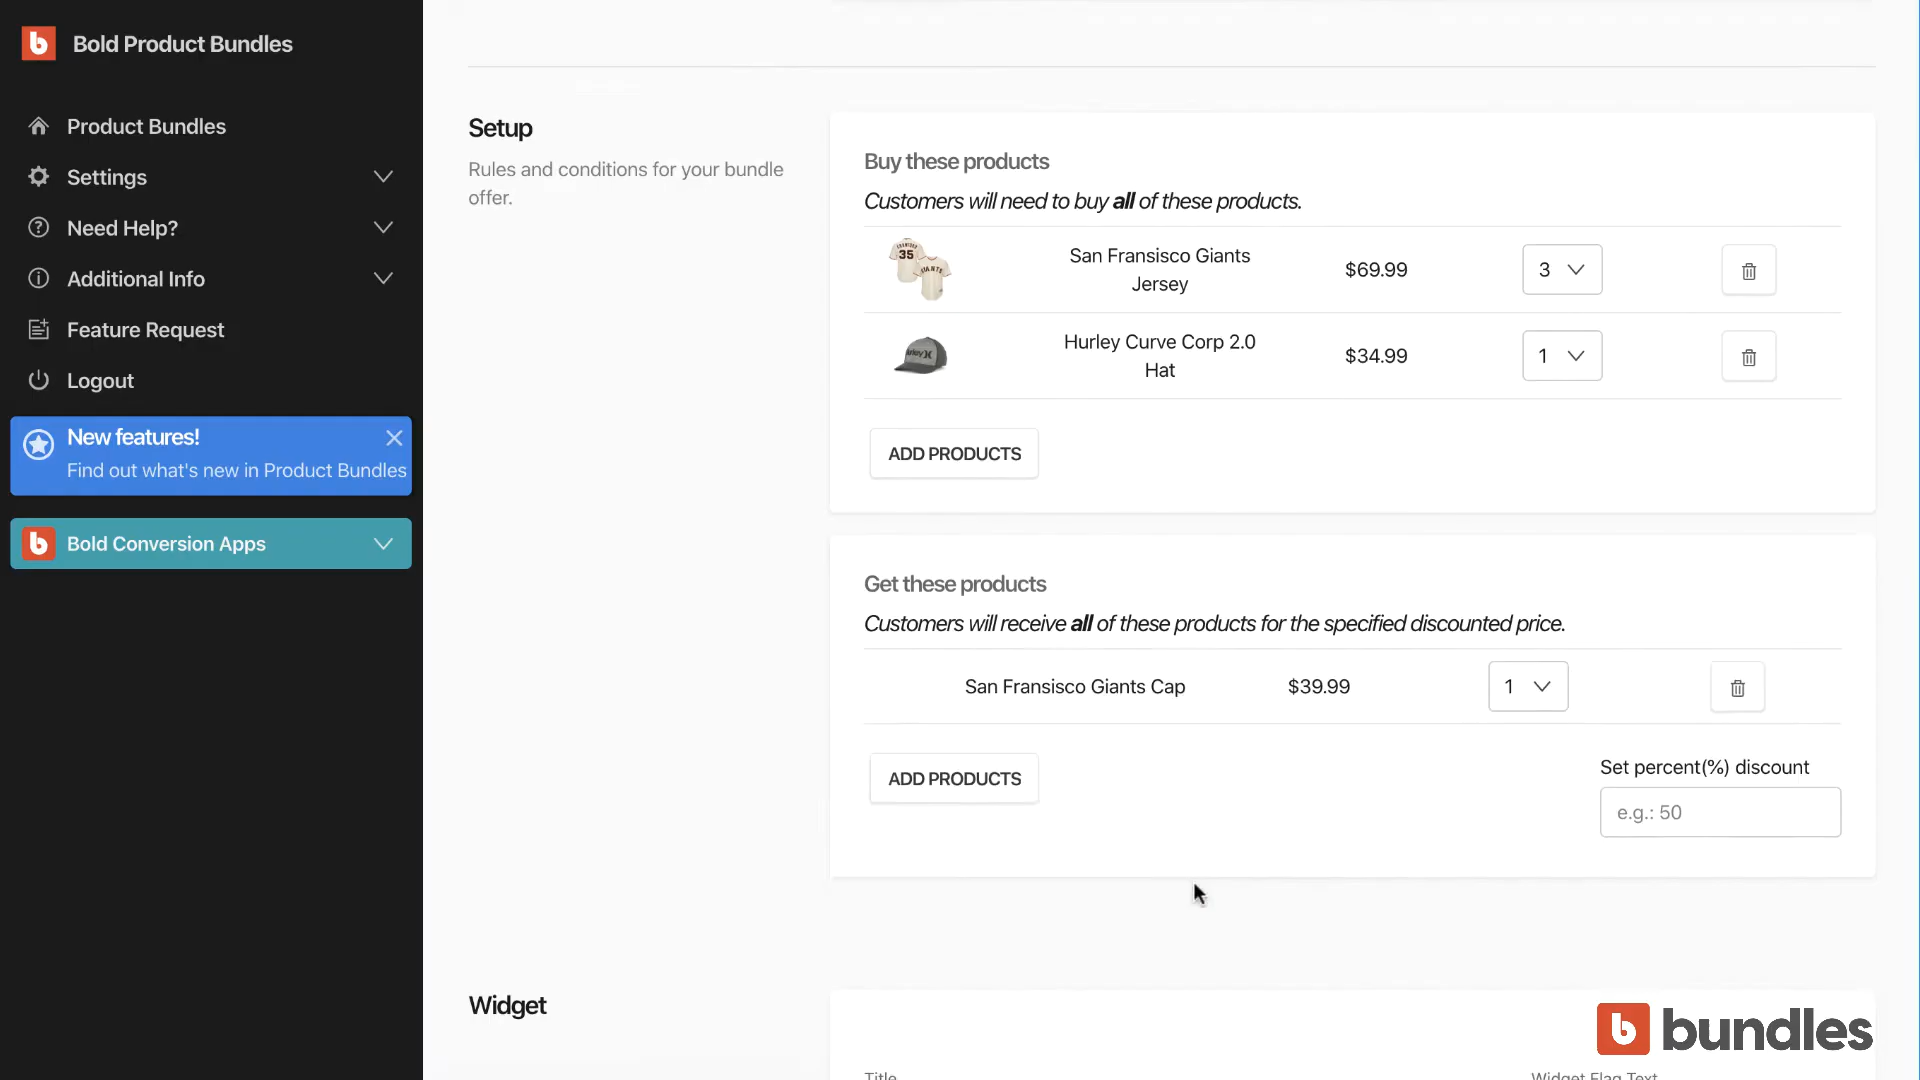 Bold Product Bundles
Product Bundles
Settings
Need Help?
Additional Info
Feature Request
Logout
New features!
Find out what's new in Product Bundles
Bold Conversion Apps
Setup
Rules and conditions for your bundle
offer.
Buy these products
Customers will need to buy all of these products.
San Fransisco Giants
Jersey
$69.99
3
35
GIANTS
Hurley Curve Corp 2.0
Hat
$34.99
1
ADD PRODUCTS
Get these products
Customers will receive all of these products for the specified discounted price.
San Fransisco Giants Cap
$39.99
1
ADD PRODUCTS
Set percent(%) discount
e.g.: 50
Widget
bundles
Title
Widget Flag Text